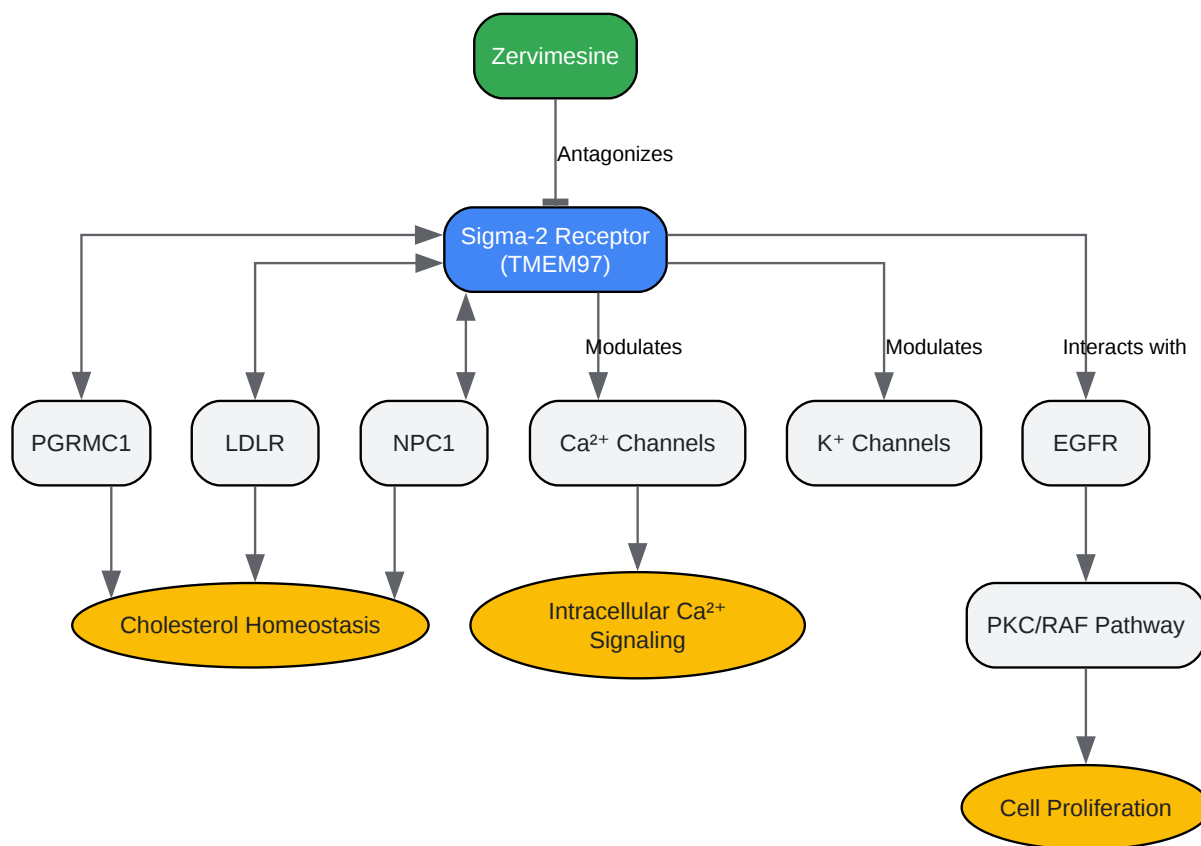 Zervimesine
Antagonizes
Sigma-2 Receptor
(TMEM97)
Modulates
Modulates
Interacts with
PGRMC1
LDLR
NPC1
Ca²⁺ Channels
K⁺ Channels
EGFR
Cholesterol Homeostasis
Intracellular Ca²⁺
Signaling
PKC/RAF Pathway
Cell Proliferation